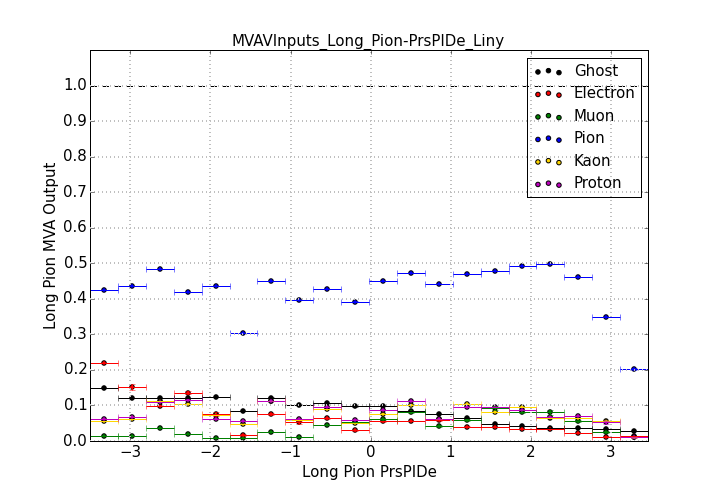 MVAVInputs_Long_Pion-PrsPIDe_Liny
Long Pion MVA Output
1.0
0.9
0.8
0.7
0.6
0.5
0.4
0.3
0.2
0.1
0.0
Ghost
Electron
Muon
Pion
Kaon
Proton
−3 −2 −1 0 1 2 3
Long Pion PrsPIDe